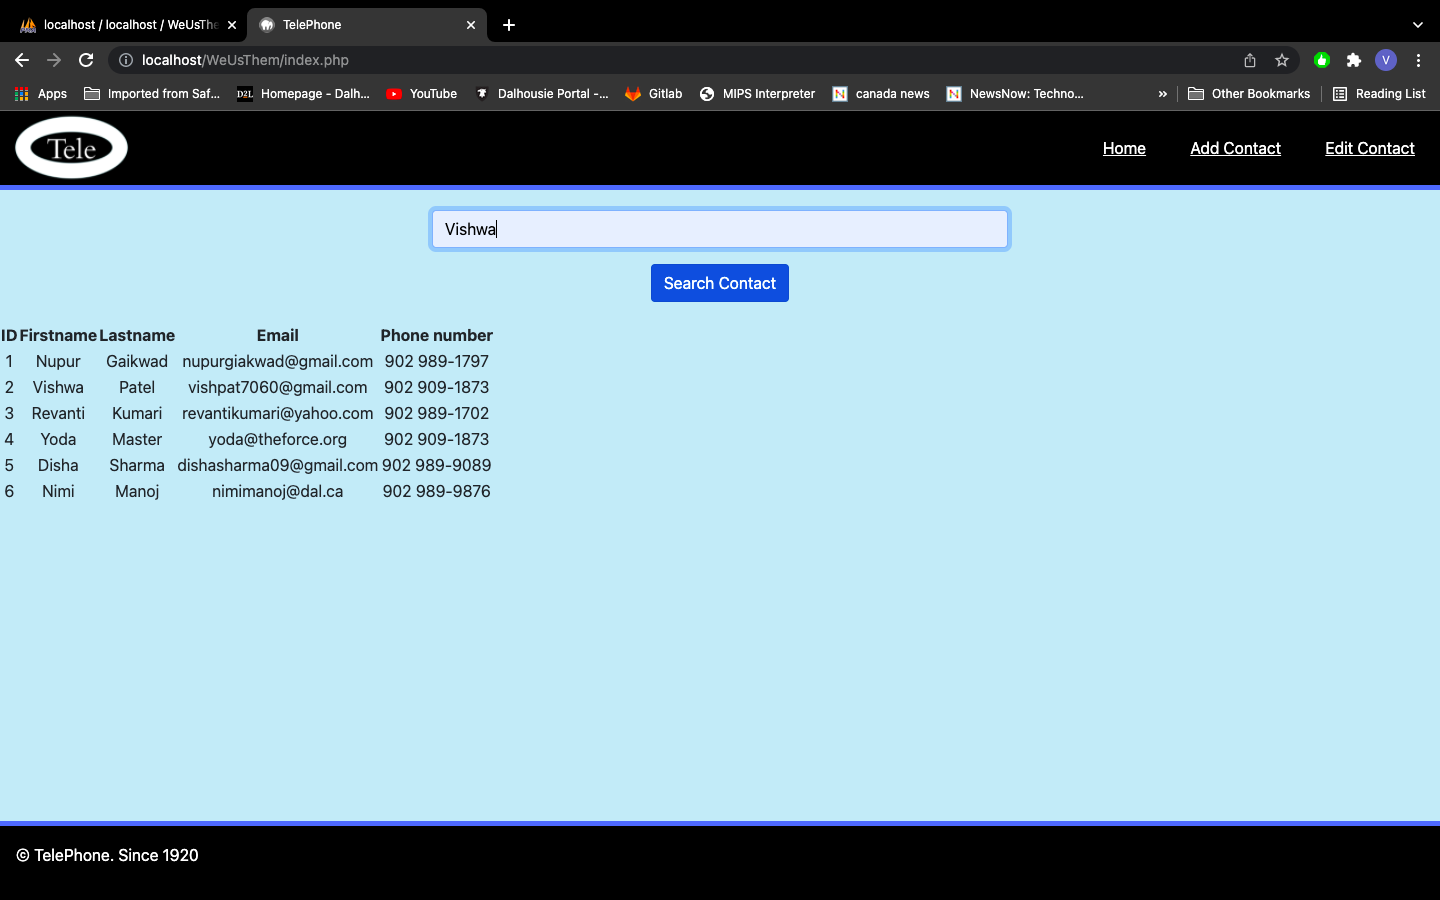 localhost / localhost / WeUsThe
TelePhone
localhost/WeUsThem/index.php
V
Apps
Imported from Saf...
D2L
Homepage - Dalh...
YouTube
Dalhousie Portal -...
Gitlab
MIPS Interpreter
N
canada news
N
NewsNow: Techno...
»
Other Bookmarks
Reading List
Tele
Home
Add Contact
Edit Contact
Vishwa
Search Contact
ID Firstname Lastname Email Phone number
1 Nupur Gaikwad nupurgiakwad@gmail.com 902 989-1797
2 Vishwa Patel vishpat7060@gmail.com 902 909-1873
3 Revanti Kumari revantikumari@yahoo.com 902 989-1702
4 Yoda Master yoda@theforce.org 902 909-1873
5 Disha Sharma dishasharma09@gmail.com 902 989-9089
6 Nimi Manoj nimimanoj@dal.ca 902 989-9876
© TelePhone. Since 1920